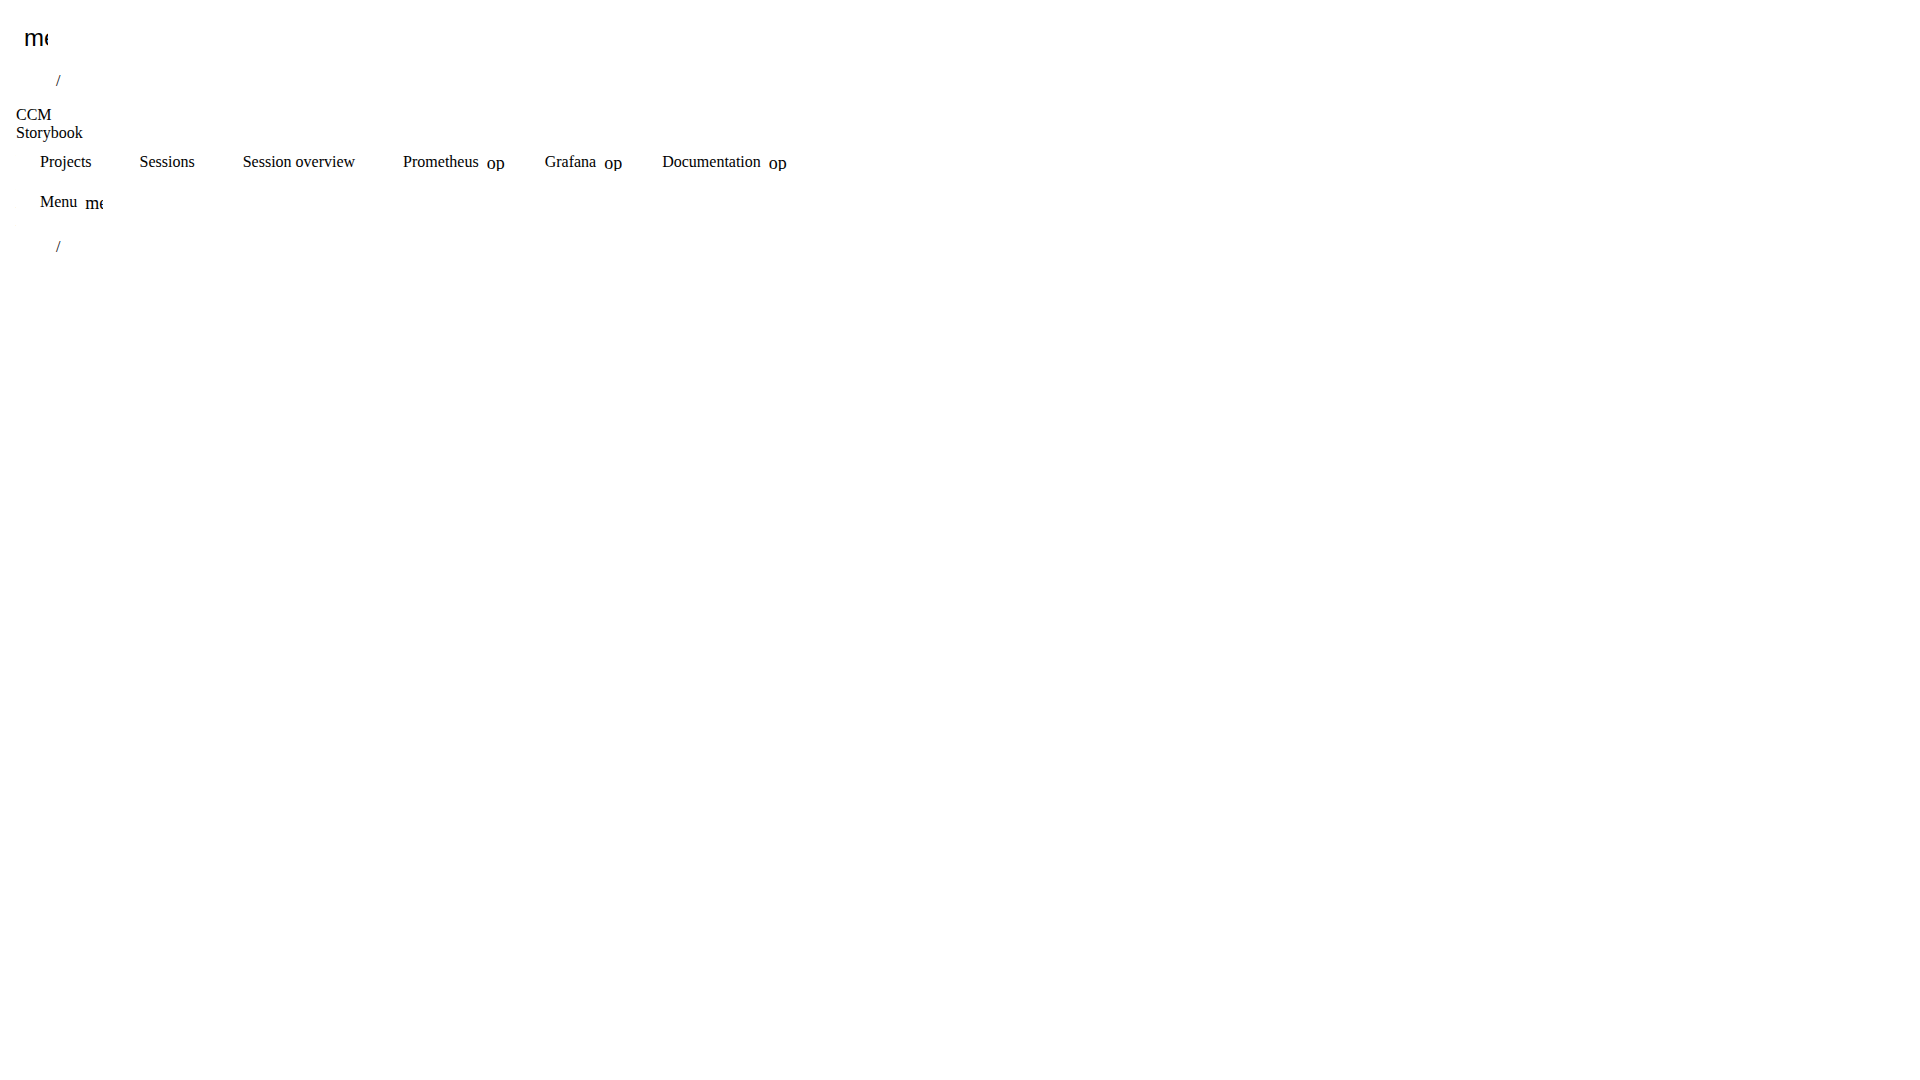 me
/
CCM
Storybook
Projects Sessions Session overview Prometheus op Grafana op Documentation op
Menu me
/